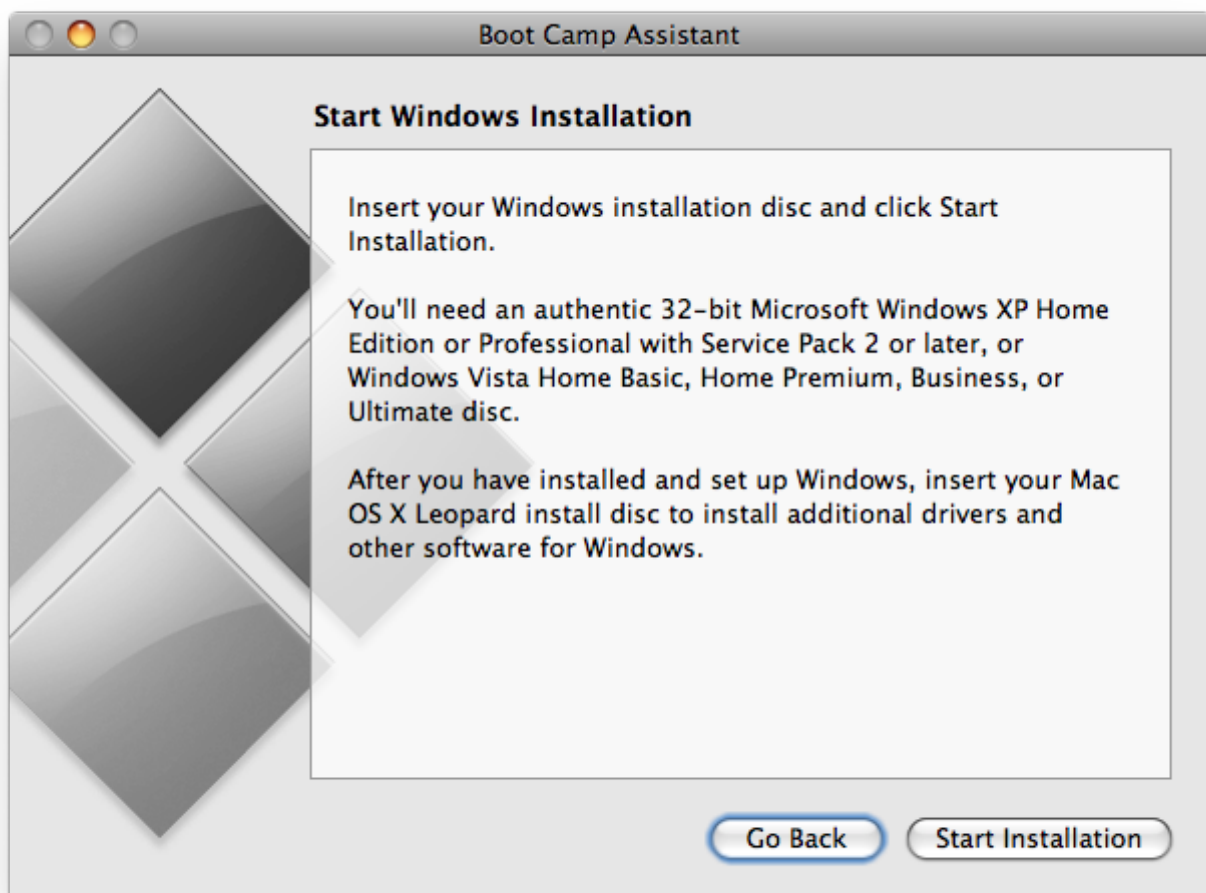 Boot Camp Assistant
Start Windows Installation
Insert your Windows installation disc and click Start
Installation.
You'll need an authentic 32-bit Microsoft Windows XP Home
Edition or Professional with Service Pack 2 or later, or
Windows Vista Home Basic, Home Premium, Business, or
Ultimate disc.
After you have installed and set up Windows, insert your Mac
OS X Leopard install disc to install additional drivers and
other software for Windows.
Go Back
Start Installation